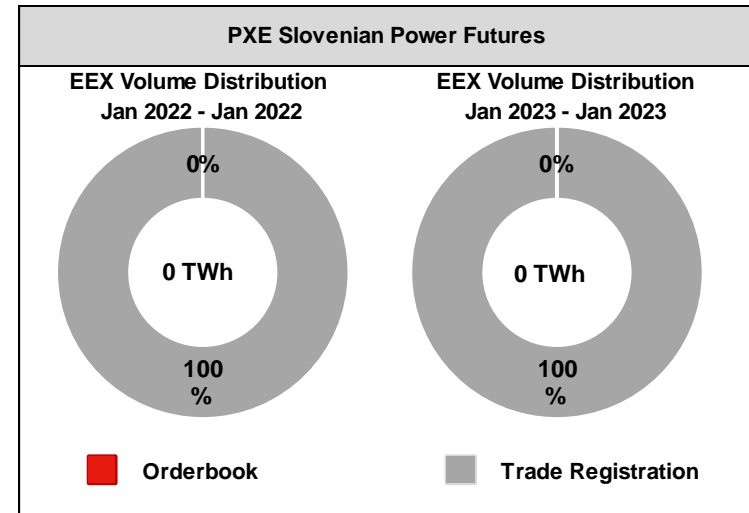 PXE Slovenian Power Futures
EEX Volume Distribution
Jan 2022 - Jan 2022
0%
0 TWh
100
%
EEX Volume Distribution
Jan 2023 - Jan 2023
0%
0 TWh
100
%
Orderbook
Trade Registration